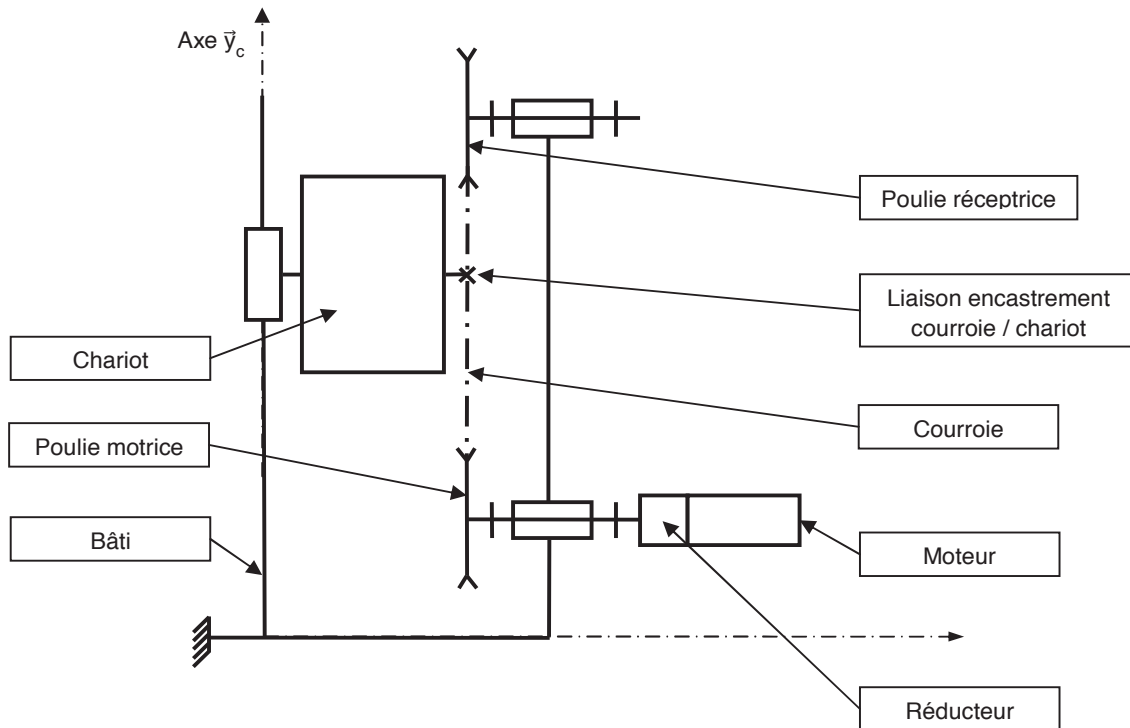 Axe y⃗c
Poulie réceptrice
Liaison encastrement
courroie / chariot
Chariot
Courroie
Poulie motrice
Bâti
Moteur
Réducteur